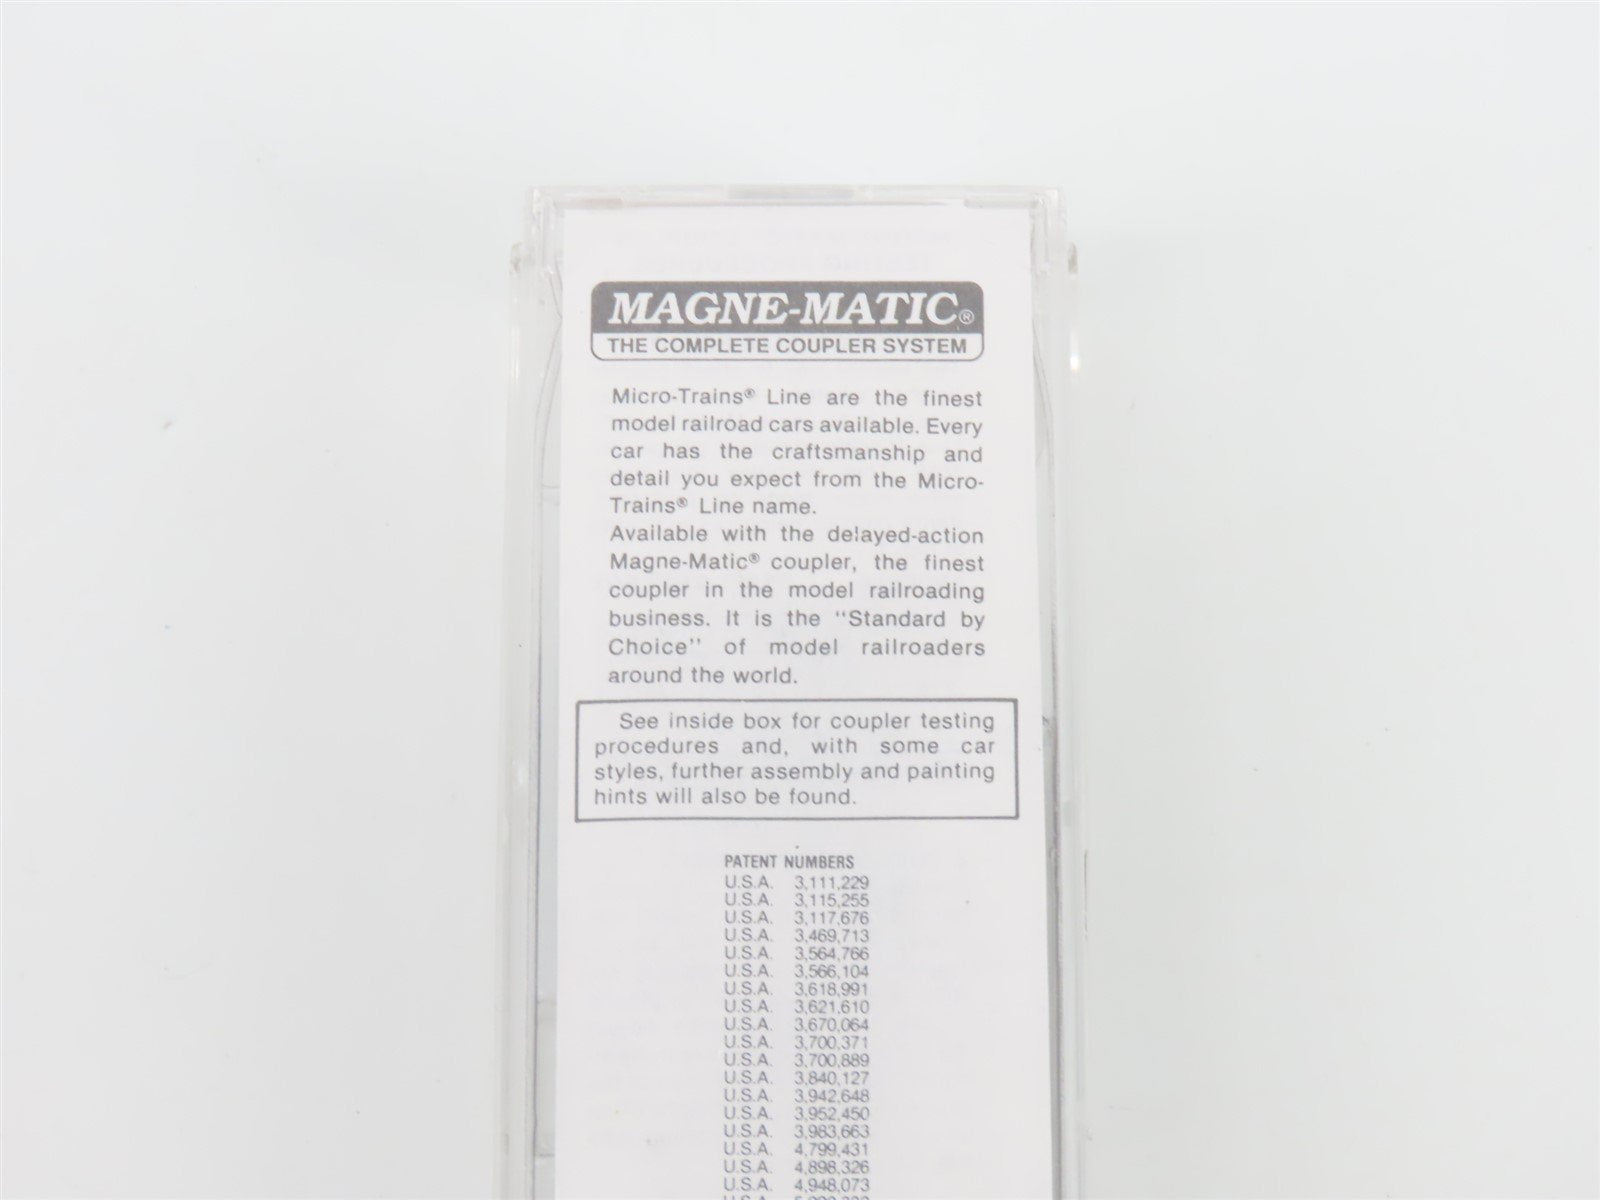 MAGNE-MATIC®
THE COMPLETE COUPLER SYSTEM
Micro-Trains® Line are the finest
model railroad cars available. Every
car has the craftsmanship and
detail you expect from the Micro-
Trains® Line name.
Available with the delayed-action
Magne-Matic® coupler, the finest
coupler in the model railroading
business. It is the "Standard by
Choice" of model railroaders
around the world.
See inside box for coupler testing
procedures and, with some car
styles, further assembly and painting
hints will also be found.
PATENT NUMBERS
U.S.A. 3,111,229
U.S.A. 3,115,255
U.S.A. 3,117,676
U.S.A. 3,469,713
U.S.A. 3,564,766
U.S.A. 3,566,104
U.S.A. 3,618,991
U.S.A. 3,621,610
U.S.A. 3,670,064
U.S.A. 3,700,371
U.S.A. 3,700,889
U.S.A. 3,840,127
U.S.A. 3,942,648
U.S.A. 3,952,450
U.S.A. 3,983,663
U.S.A. 4,799,431
U.S.A. 4,898,326
U.S.A. 4,948,073
U.S.A.